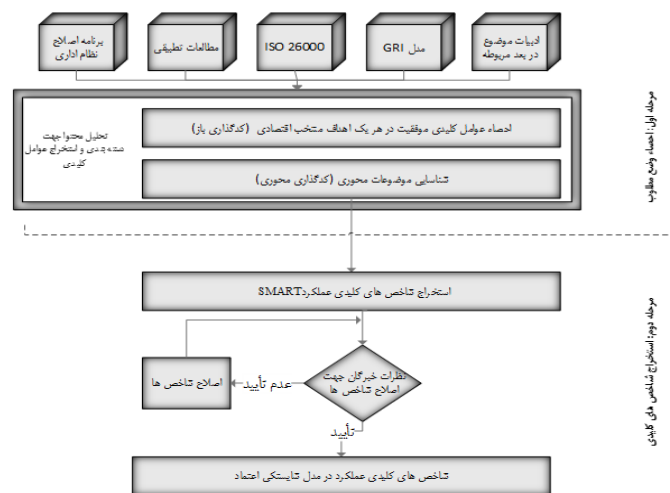 ادبیات موضوع
در بعد مربوطه
مدل GRI
ISO 26000
مطالعات تطبیقی
برنامه اصلاح
نظام اداری
مرحله اول: احصاء وضع مطلوب
احصاء عوامل کلیدی موفقیت در هر یک اهداف منتخب اقتصادی (کدگذاری باز)
شناسایی موضوعات محوری (کدگذاری محوری)
تحلیل محتوا جهت
دسته بندی و استخراج عوامل
کلیدی
مرحله دوم: استخراج شاخص های کلیدی
استخراج شاخص های کلیدی عملکرد SMART
نظرات خبرگان جهت
اصلاح شاخص ها
عدم تأیید
اصلاح شاخص ها
تأیید
شاخص های کلیدی عملکرد در مدل شایستگی اعتماد